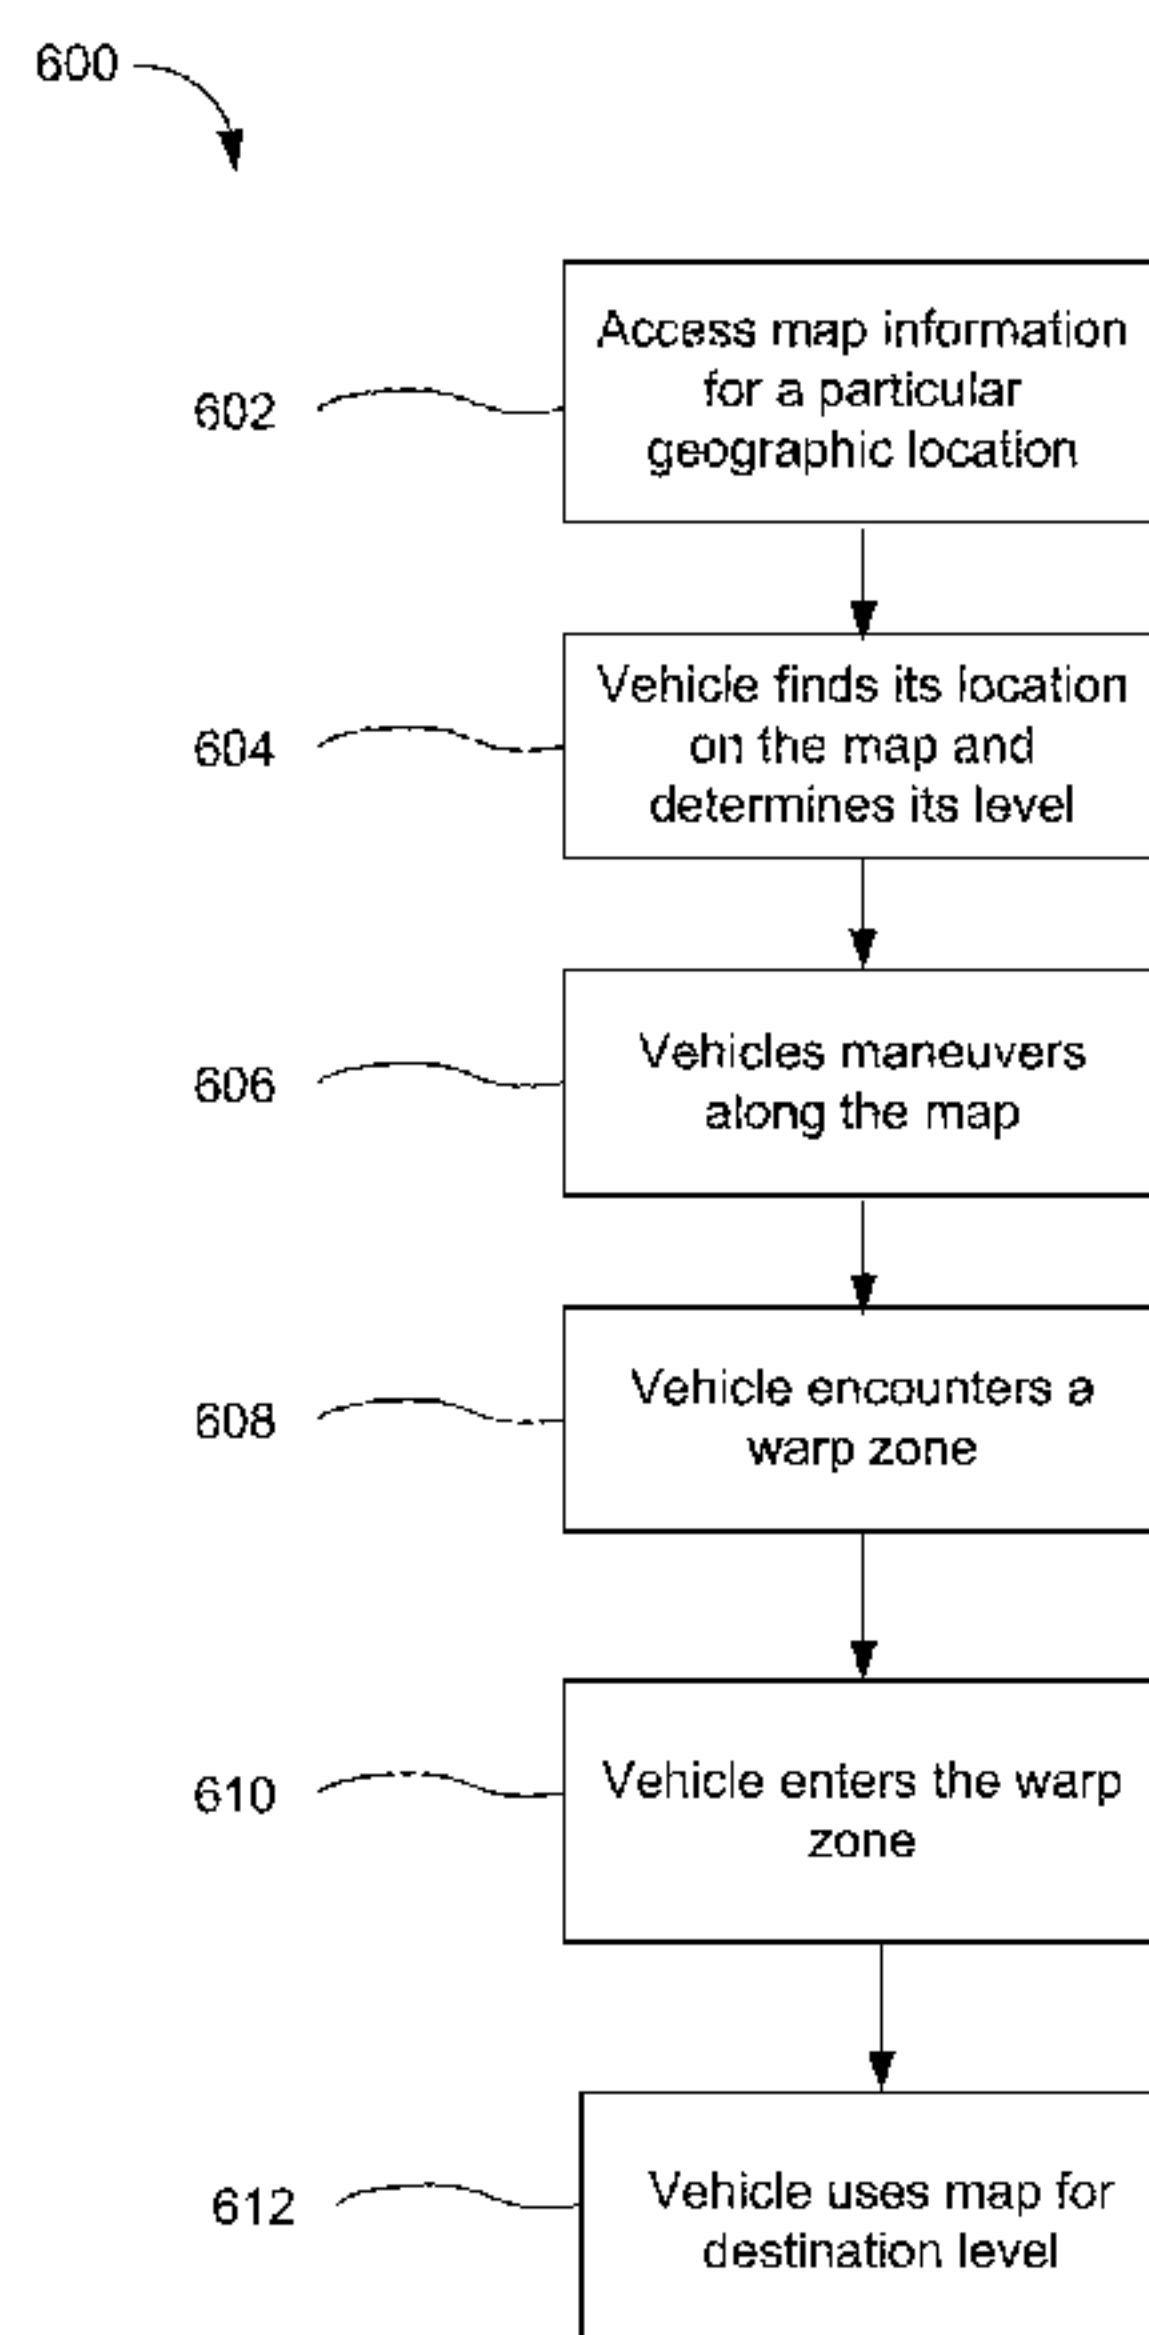 600
602
Access map information
for a particular
geographic location
604
Vehicle finds its location
on the map and
determines its level
606
Vehicles maneuvers
along the map
608
Vehicle encounters a
warp zone
610
Vehicle enters the warp
zone
612
Vehicle uses map for
destination level